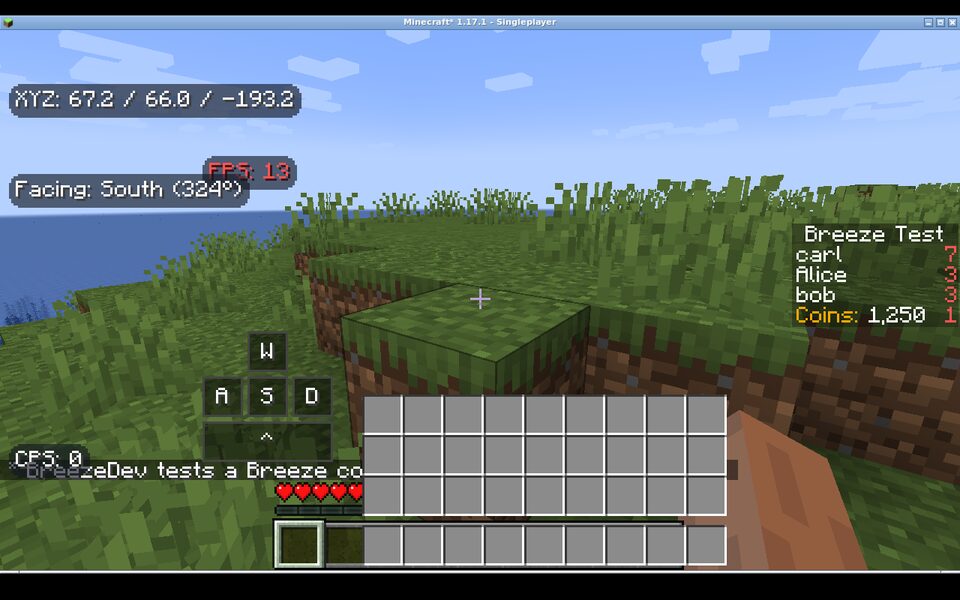 Minecraft* 1.17.1 - Singleplayer
XYZ: 67.2 / 66.0 / -193.2
FPS: 13
Facing: South (324°)
Breeze Test
carl 7
Alice 3
bob 3
Coins: 1,250 1
W
A S D
^
CPS: 0
* BreezeDev tests a Breeze co